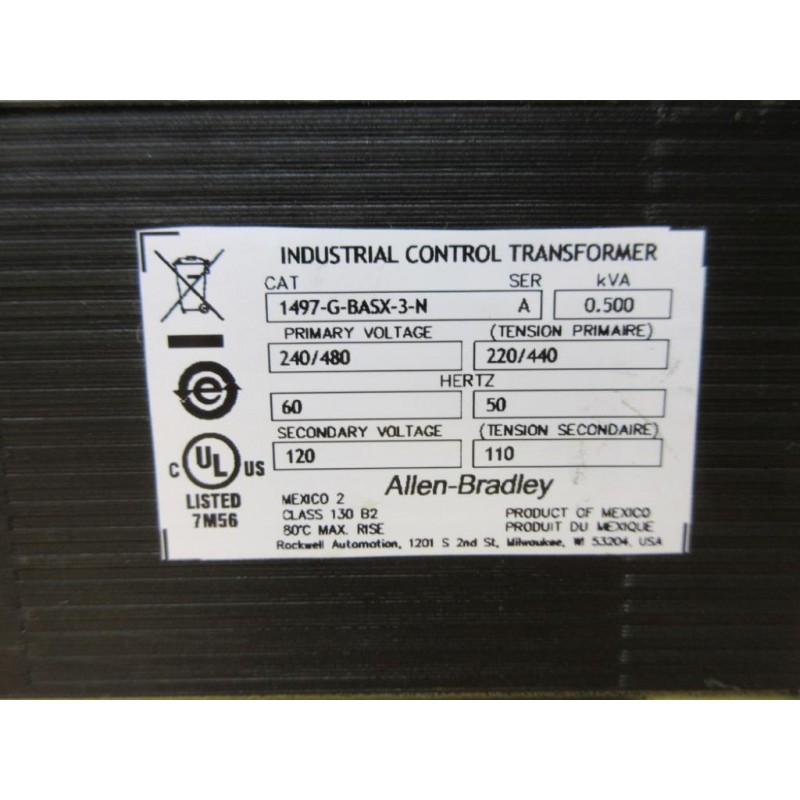 INDUSTRIAL CONTROL TRANSFORMER
CAT SER kVA
1497-G-BASX-3-N A 0.500
PRIMARY VOLTAGE (TENSION PRIMAIRE)
240/480 220/440
HERTZ
60 50
SECONDARY VOLTAGE (TENSION SECONDAIRE)
120 110
e
C UL US
LISTED
7M56
Allen-Bradley
MEXICO 2
CLASS 130 B2
80°C MAX. RISE
PRODUCT OF MEXICO
PRODUIT DU MEXIQUE
Rockwell Automation, 1201 S 2nd St, Milwaukee, WI 53204, USA